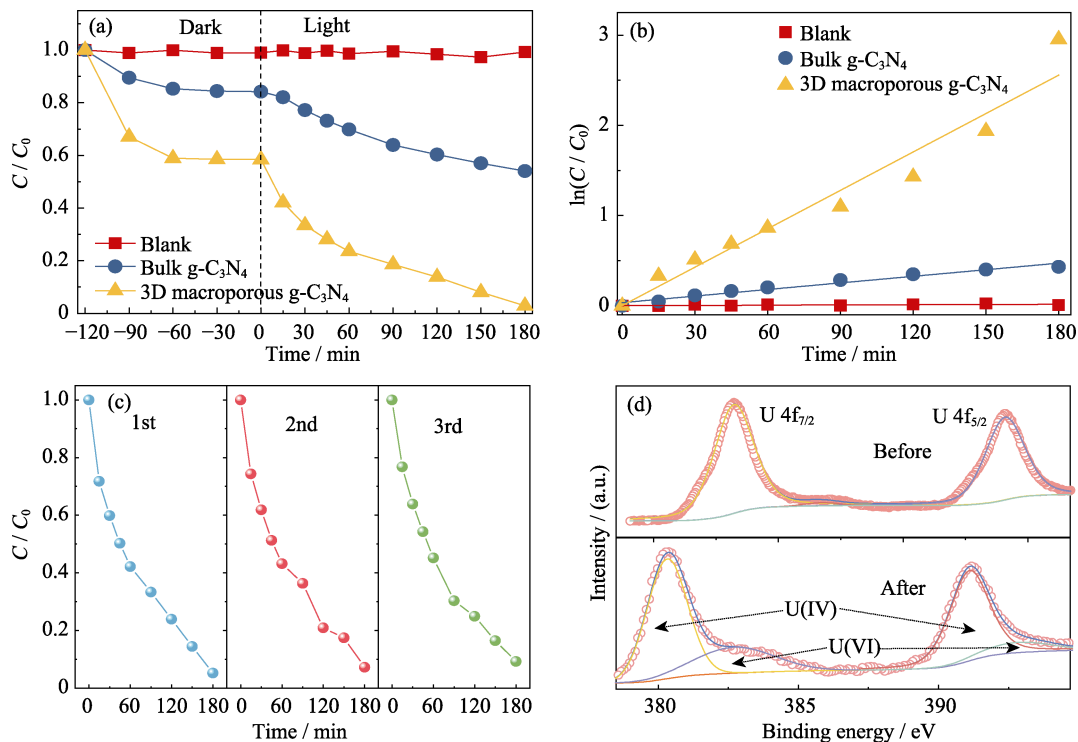 (a)
Dark
Light
1.0
0.8
0.6
0.4
0.2
0
C / C₀
Blank
Bulk g-C₃N₄
3D macroporous g-C₃N₄
−120 −90 −60 −30 0 30 60 90 120 150 180
Time / min
(b)
3
2
1
0
ln(C / C₀)
Blank
Bulk g-C₃N₄
3D macroporous g-C₃N₄
0 30 60 90 120 150 180
Time / min
(c)
1st
2nd
3rd
1.0
0.8
0.6
0.4
0.2
0
C / C₀
0 60 120 180 0 60 120 180 0 60 120 180
Time / min
(d)
U 4f₇/₂
U 4f₅/₂
Before
After
U(IV)
U(VI)
Intensity / (a.u.)
380 385 390
Binding energy / eV